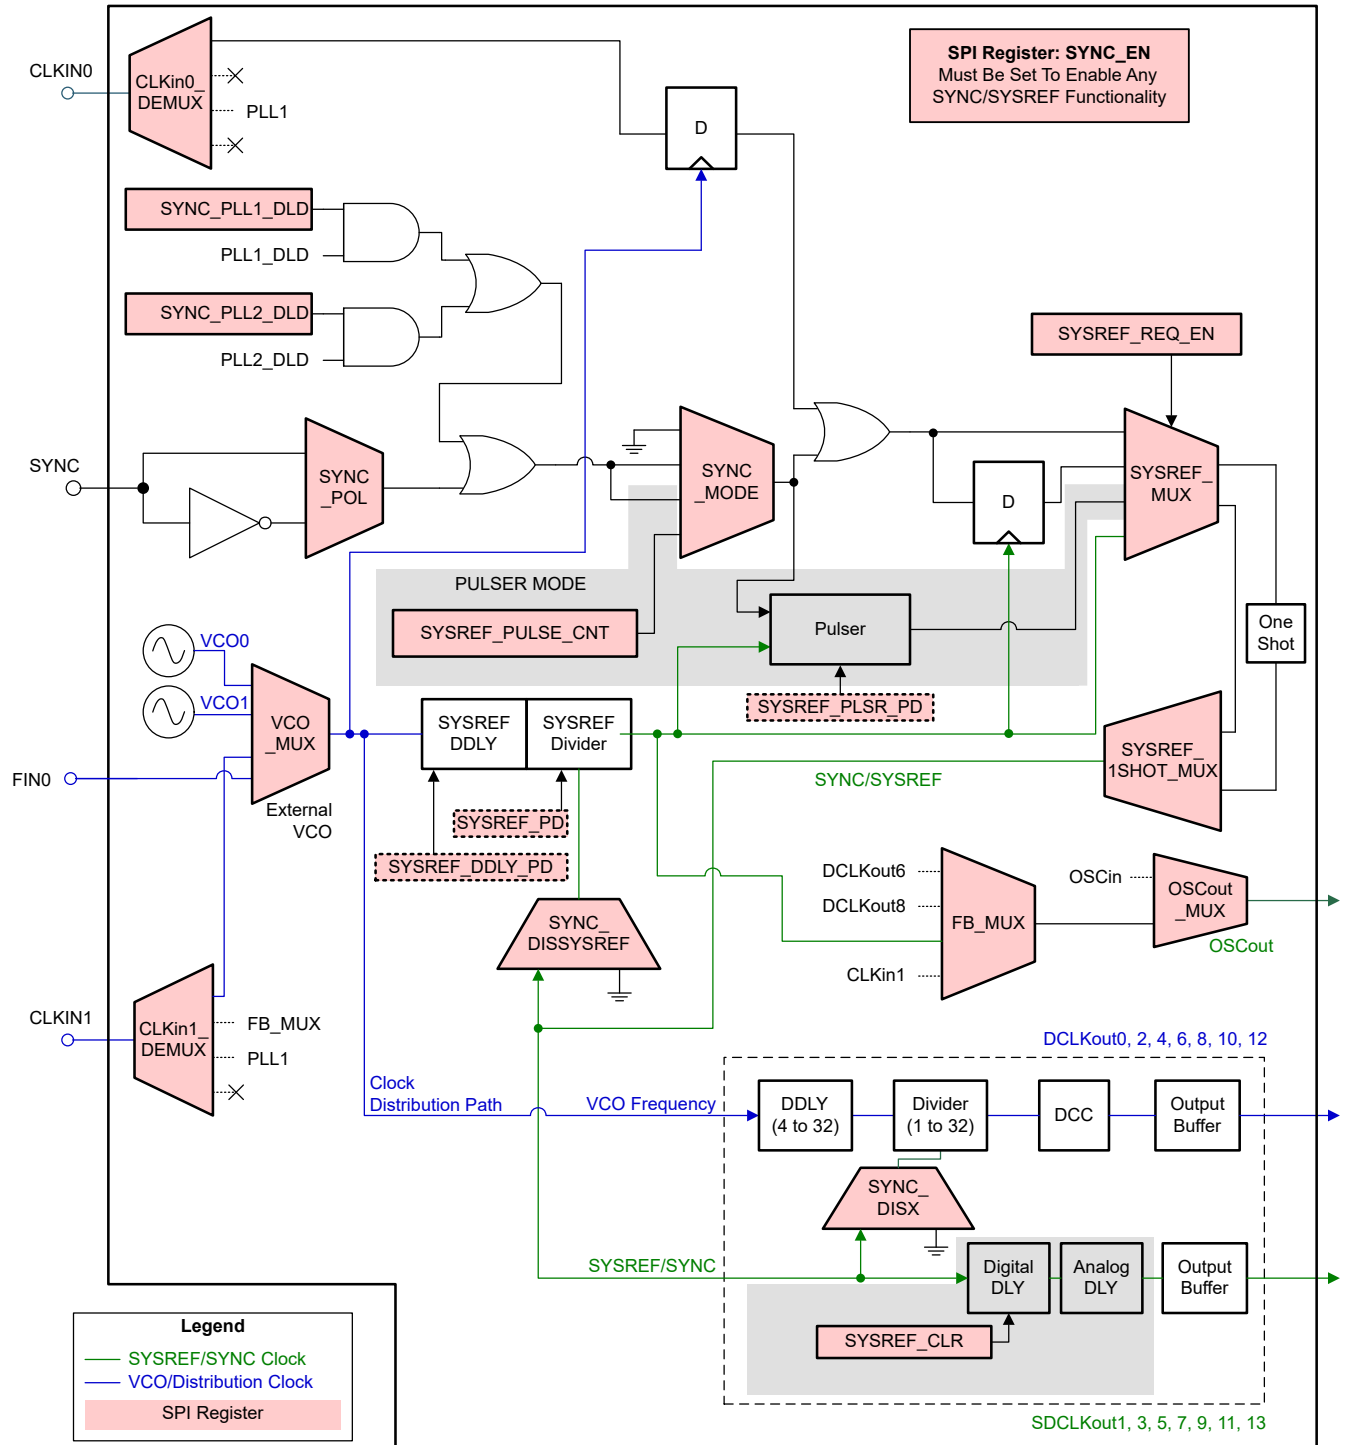 SPI Register: SYNC_EN
Must Be Set To Enable Any
SYNC/SYSREF Functionality
CLKIN0
CLKin0_
DEMUX
PLL1
D
SYNC_PLL1_DLD
PLL1_DLD
SYNC_PLL2_DLD
PLL2_DLD
SYSREF_REQ_EN
SYNC
SYNC
_POL
SYNC
_MODE
D
SYSREF_
MUX
PULSER MODE
SYSREF_PULSE_CNT
Pulser
SYSREF_PLSR_PD
One
Shot
VCO0
VCO1
VCO
_MUX
FIN0
External
VCO
SYSREF
DDLY
SYSREF
Divider
SYSREF_PD
SYSREF_DDLY_PD
SYNC/SYSREF
SYSREF_
1SHOT_MUX
SYNC_
DISSYSREF
DCLKout6
DCLKout8
CLKin1
FB_MUX
OSCin
OSCout
_MUX
OSCout
CLKIN1
CLKin1_
DEMUX
FB_MUX
PLL1
DCLKout0, 2, 4, 6, 8, 10, 12
Clock
Distribution Path
VCO Frequency
DDLY
(4 to 32)
Divider
(1 to 32)
DCC
Output
Buffer
SYNC_
DISX
SYSREF/SYNC
Digital
DLY
Analog
DLY
Output
Buffer
SYSREF_CLR
SDCLKout1, 3, 5, 7, 9, 11, 13
Legend
SYSREF/SYNC Clock
VCO/Distribution Clock
SPI Register